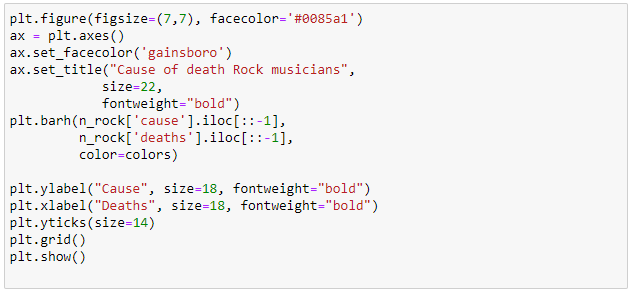 plt.figure(figsize=(7,7), facecolor='#0085a1')
ax = plt.axes()
ax.set_facecolor('gainsboro')
ax.set_title("Cause of death Rock musicians",
            size=22,
            fontweight="bold")
plt.barh(n_rock['cause'].iloc[::-1],
         n_rock['deaths'].iloc[::-1],
         color=colors)

plt.ylabel("Cause", size=18, fontweight="bold")
plt.xlabel("Deaths", size=18, fontweight="bold")
plt.yticks(size=14)
plt.grid()
plt.show()